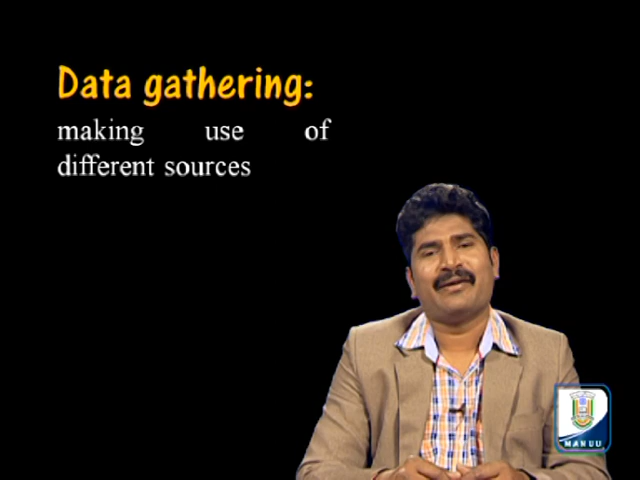 Data gathering:
making use of
different sources
MANUU